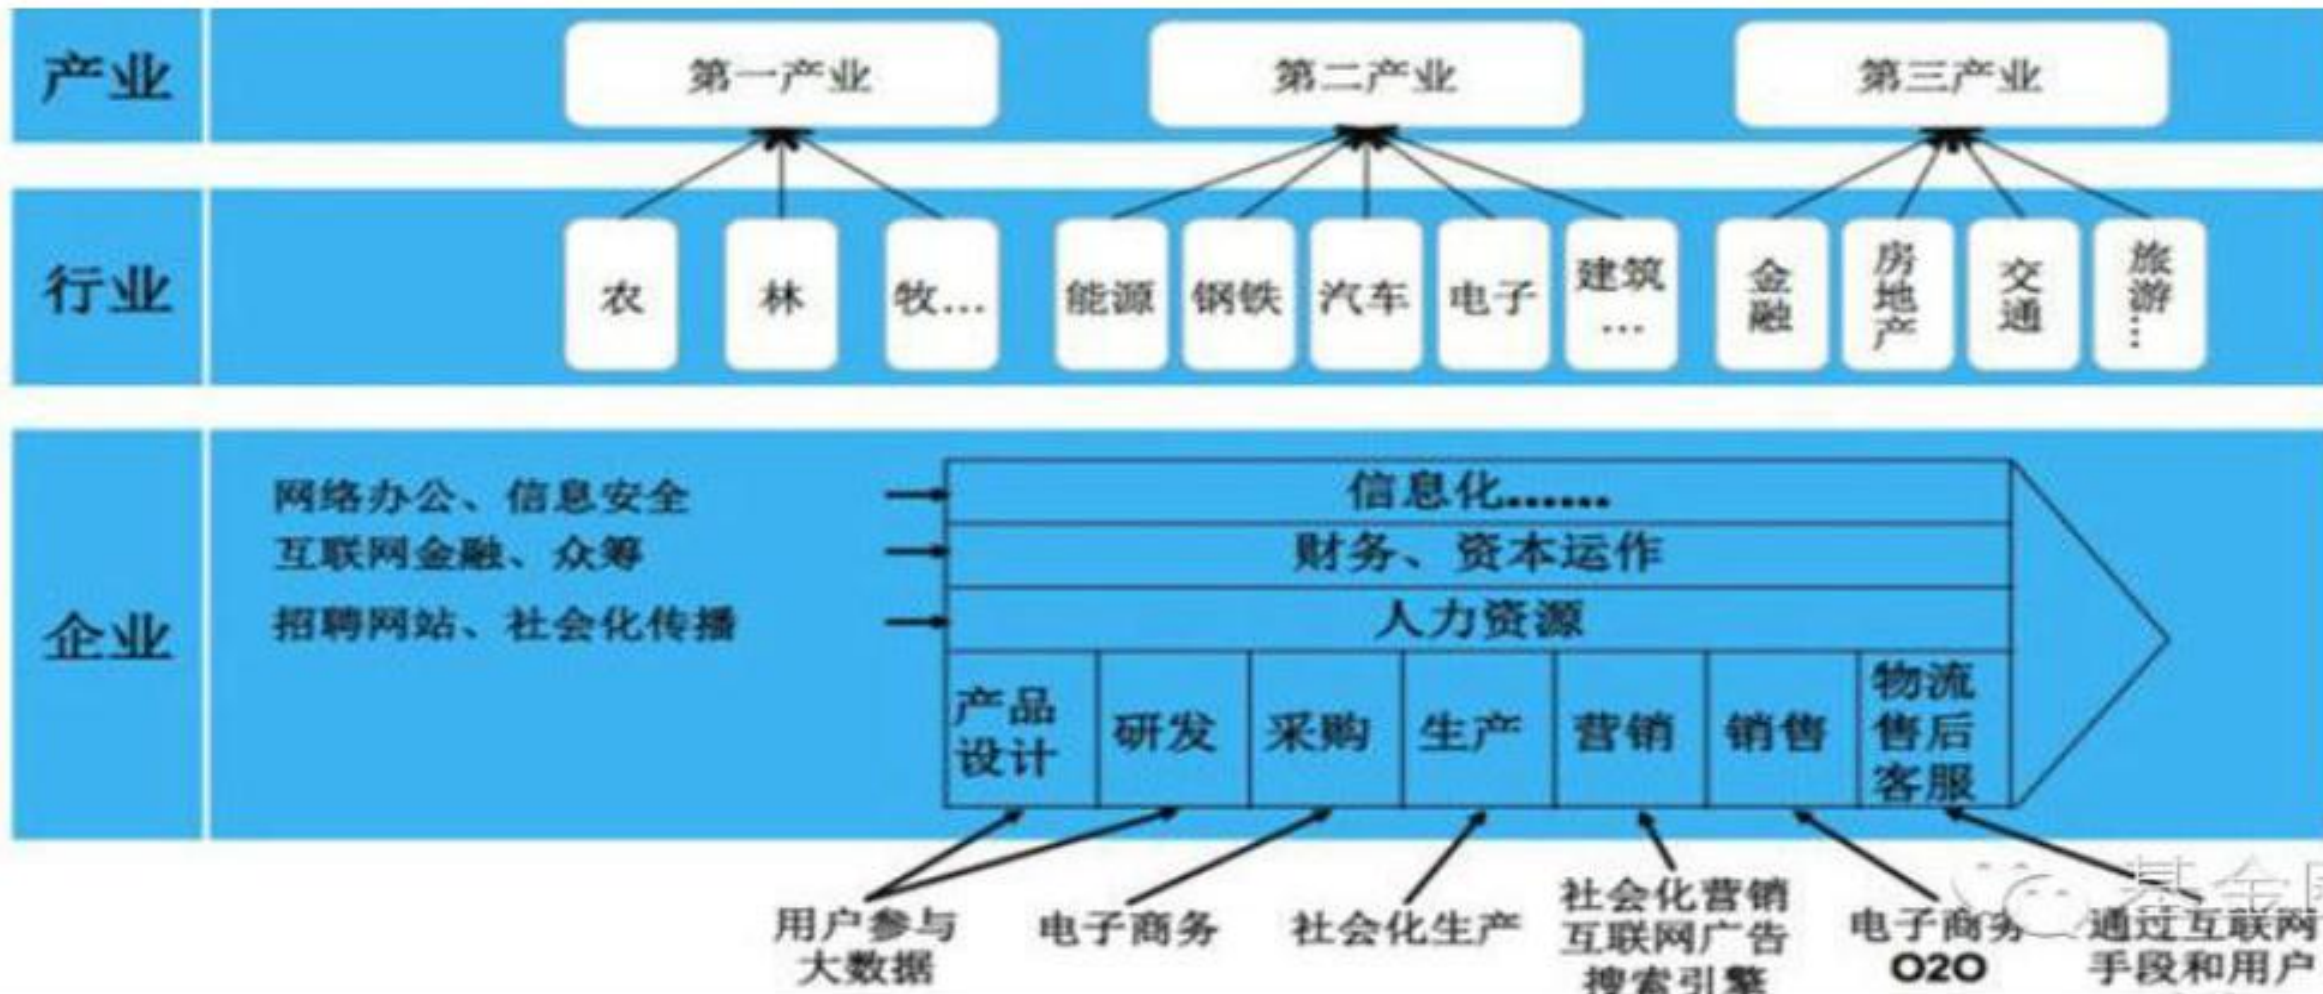 产业
第一产业
第二产业
第三产业
行业
农
林
牧...
能源
钢铁
汽车
电子
建筑
...
金融
房地产
交通
旅游...
企业
网络办公、信息安全
互联网金融、众筹
招聘网站、社会化传播
信息化......
财务、资本运作
人力资源
产品
设计
研发
采购
生产
营销
销售
物流
售后
客服
用户参与
大数据
电子商务
社会化生产
社会化营销
互联网广告
搜索引擎
电子商务
O2O
通过互联网
手段和用户
基金